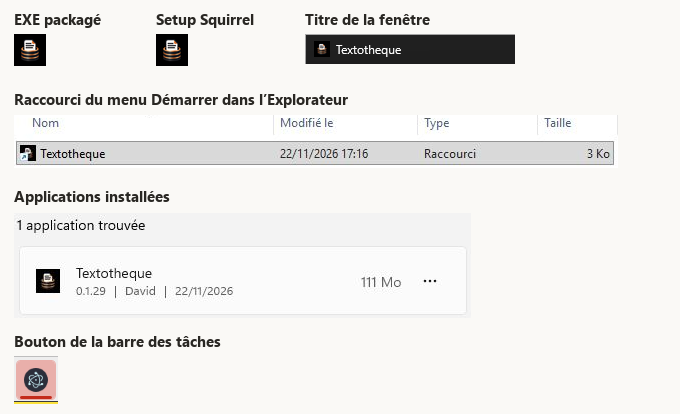 EXE packagé
Setup Squirrel
Titre de la fenêtre
Textotheque
Raccourci du menu Démarrer dans l'Explorateur
Nom Modifié le Type Taille
Textotheque 22/11/2026 17:16 Raccourci 3 Ko
Applications installées
1 application trouvée
Textotheque
0.1.29 | David | 22/11/2026
111 Mo
Bouton de la barre des tâches